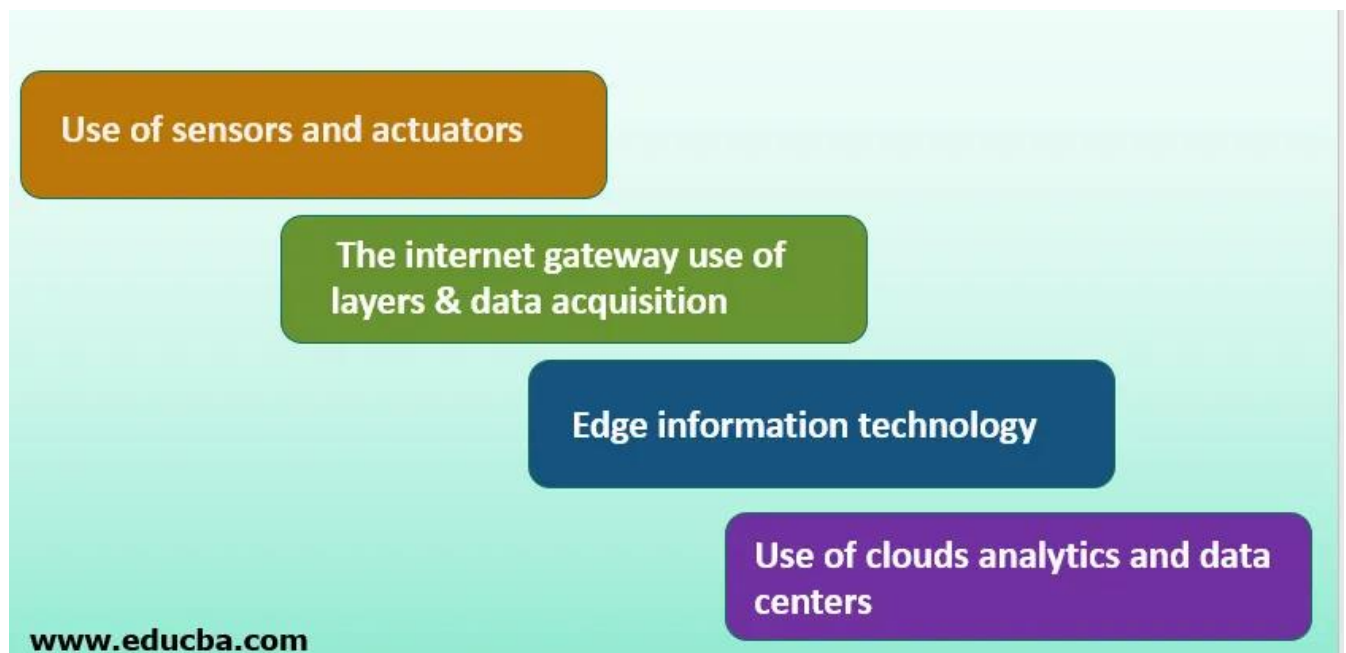 Use of sensors and actuators
The internet gateway use of
layers & data acquisition
Edge information technology
Use of clouds analytics and data
centers
www.educba.com